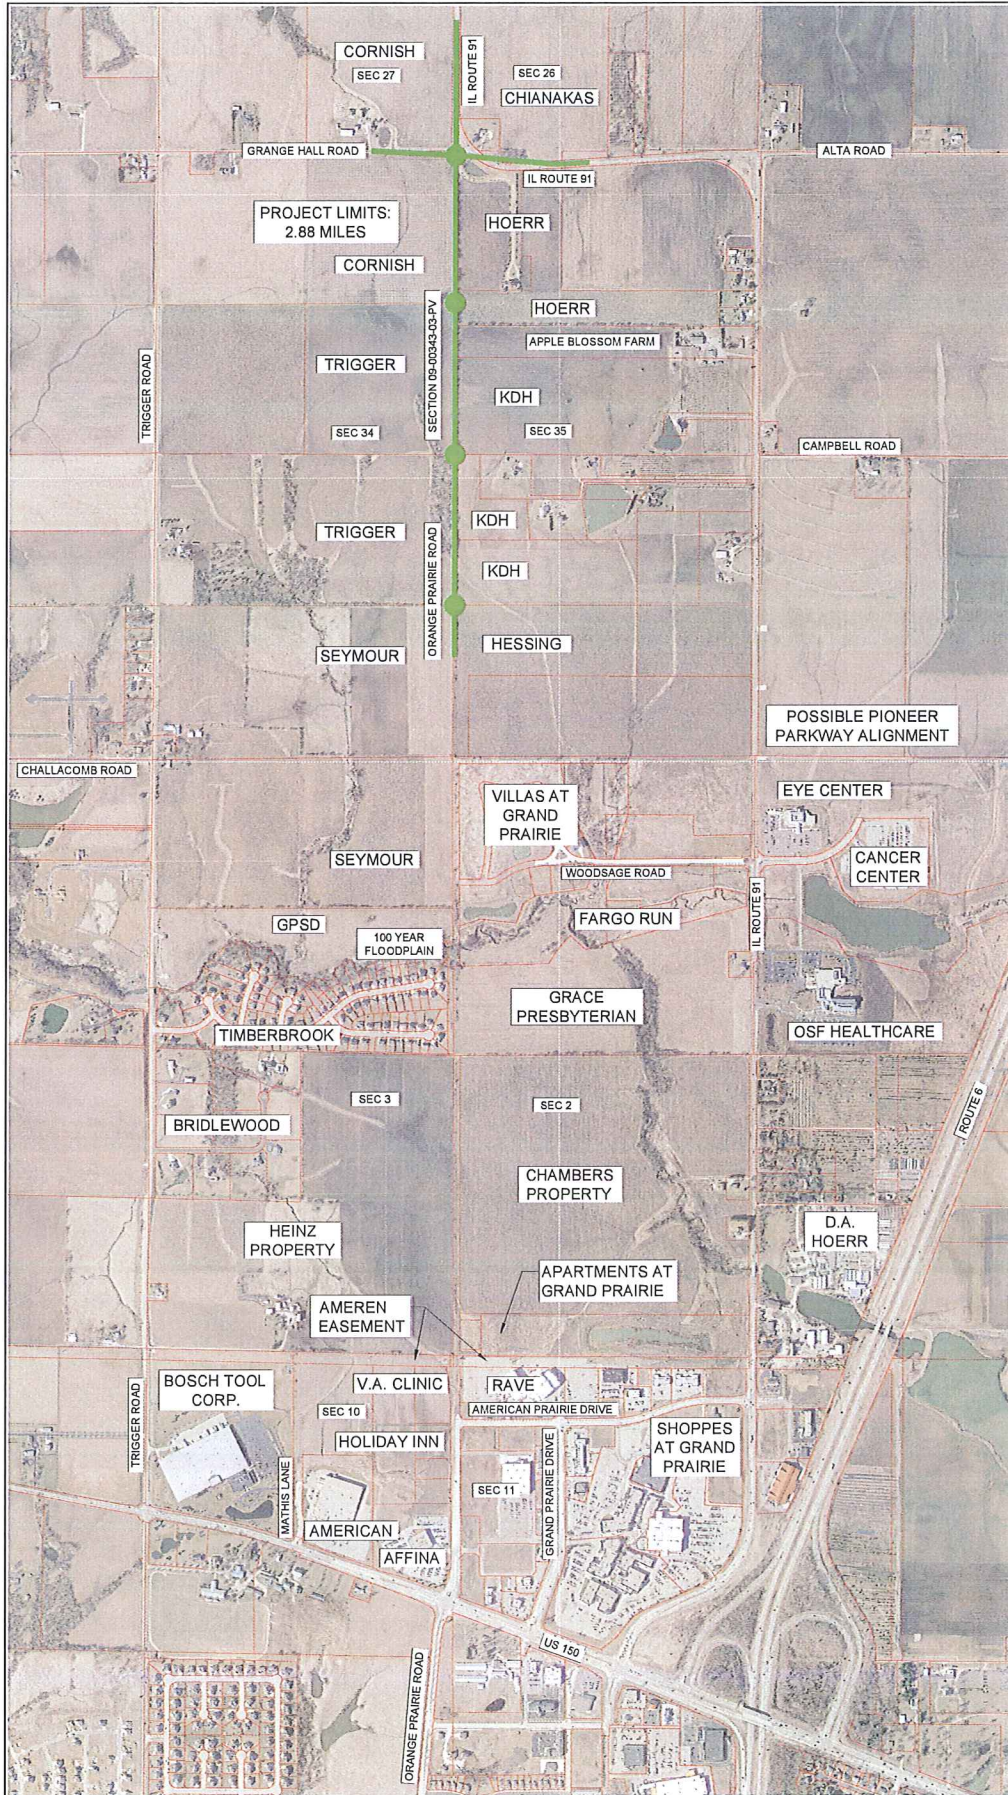 CORNISH
SEC 27
IL ROUTE 91
SEC 26
CHIANAKAS
GRANGE HALL ROAD
ALTA ROAD
IL ROUTE 91
PROJECT LIMITS:
2.88 MILES
HOERR
CORNISH
SECTION 09-00343-03-PV
HOERR
APPLE BLOSSOM FARM
TRIGGER ROAD
TRIGGER
KDH
SEC 34
SEC 35
CAMPBELL ROAD
TRIGGER
KDH
ORANGE PRAIRIE ROAD
KDH
SEYMOUR
HESSING
POSSIBLE PIONEER
PARKWAY ALIGNMENT
CHALLACOMB ROAD
VILLAS AT
GRAND
PRAIRIE
EYE CENTER
SEYMOUR
WOODSAGE ROAD
CANCER
CENTER
IL ROUTE 91
GPSD
FARGO RUN
100 YEAR
FLOODPLAIN
GRACE
PRESBYTERIAN
TIMBERBROOK
OSF HEALTHCARE
SEC 3
SEC 2
ROUTE 6
BRIDLEWOOD
CHAMBERS
PROPERTY
HEINZ
PROPERTY
D.A.
HOERR
APARTMENTS AT
GRAND PRAIRIE
AMEREN
EASEMENT
BOSCH TOOL
CORP.
V.A. CLINIC
RAVE
TRIGGER ROAD
SEC 10
AMERICAN PRAIRIE DRIVE
HOLIDAY INN
SHOPPES
AT GRAND
PRAIRIE
MATHIS LANE
SEC 11
GRAND PRAIRIE DRIVE
AMERICAN
AFFINA
US 150
ORANGE PRAIRIE ROAD